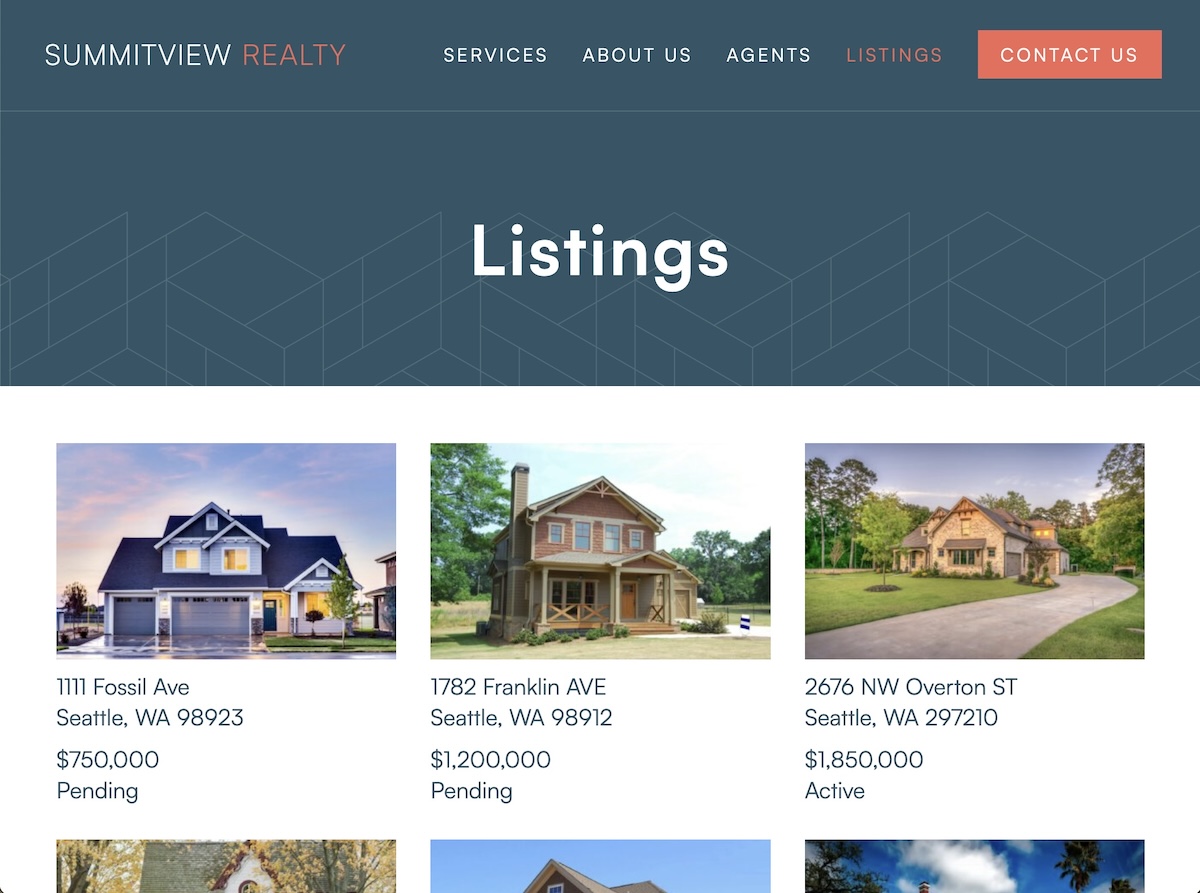 SUMMITVIEW REALTY
SERVICES ABOUT US AGENTS LISTINGS CONTACT US
Listings
1111 Fossil Ave
Seattle, WA 98923
$750,000
Pending
1782 Franklin AVE
Seattle, WA 98912
$1,200,000
Pending
2676 NW Overton ST
Seattle, WA 297210
$1,850,000
Active